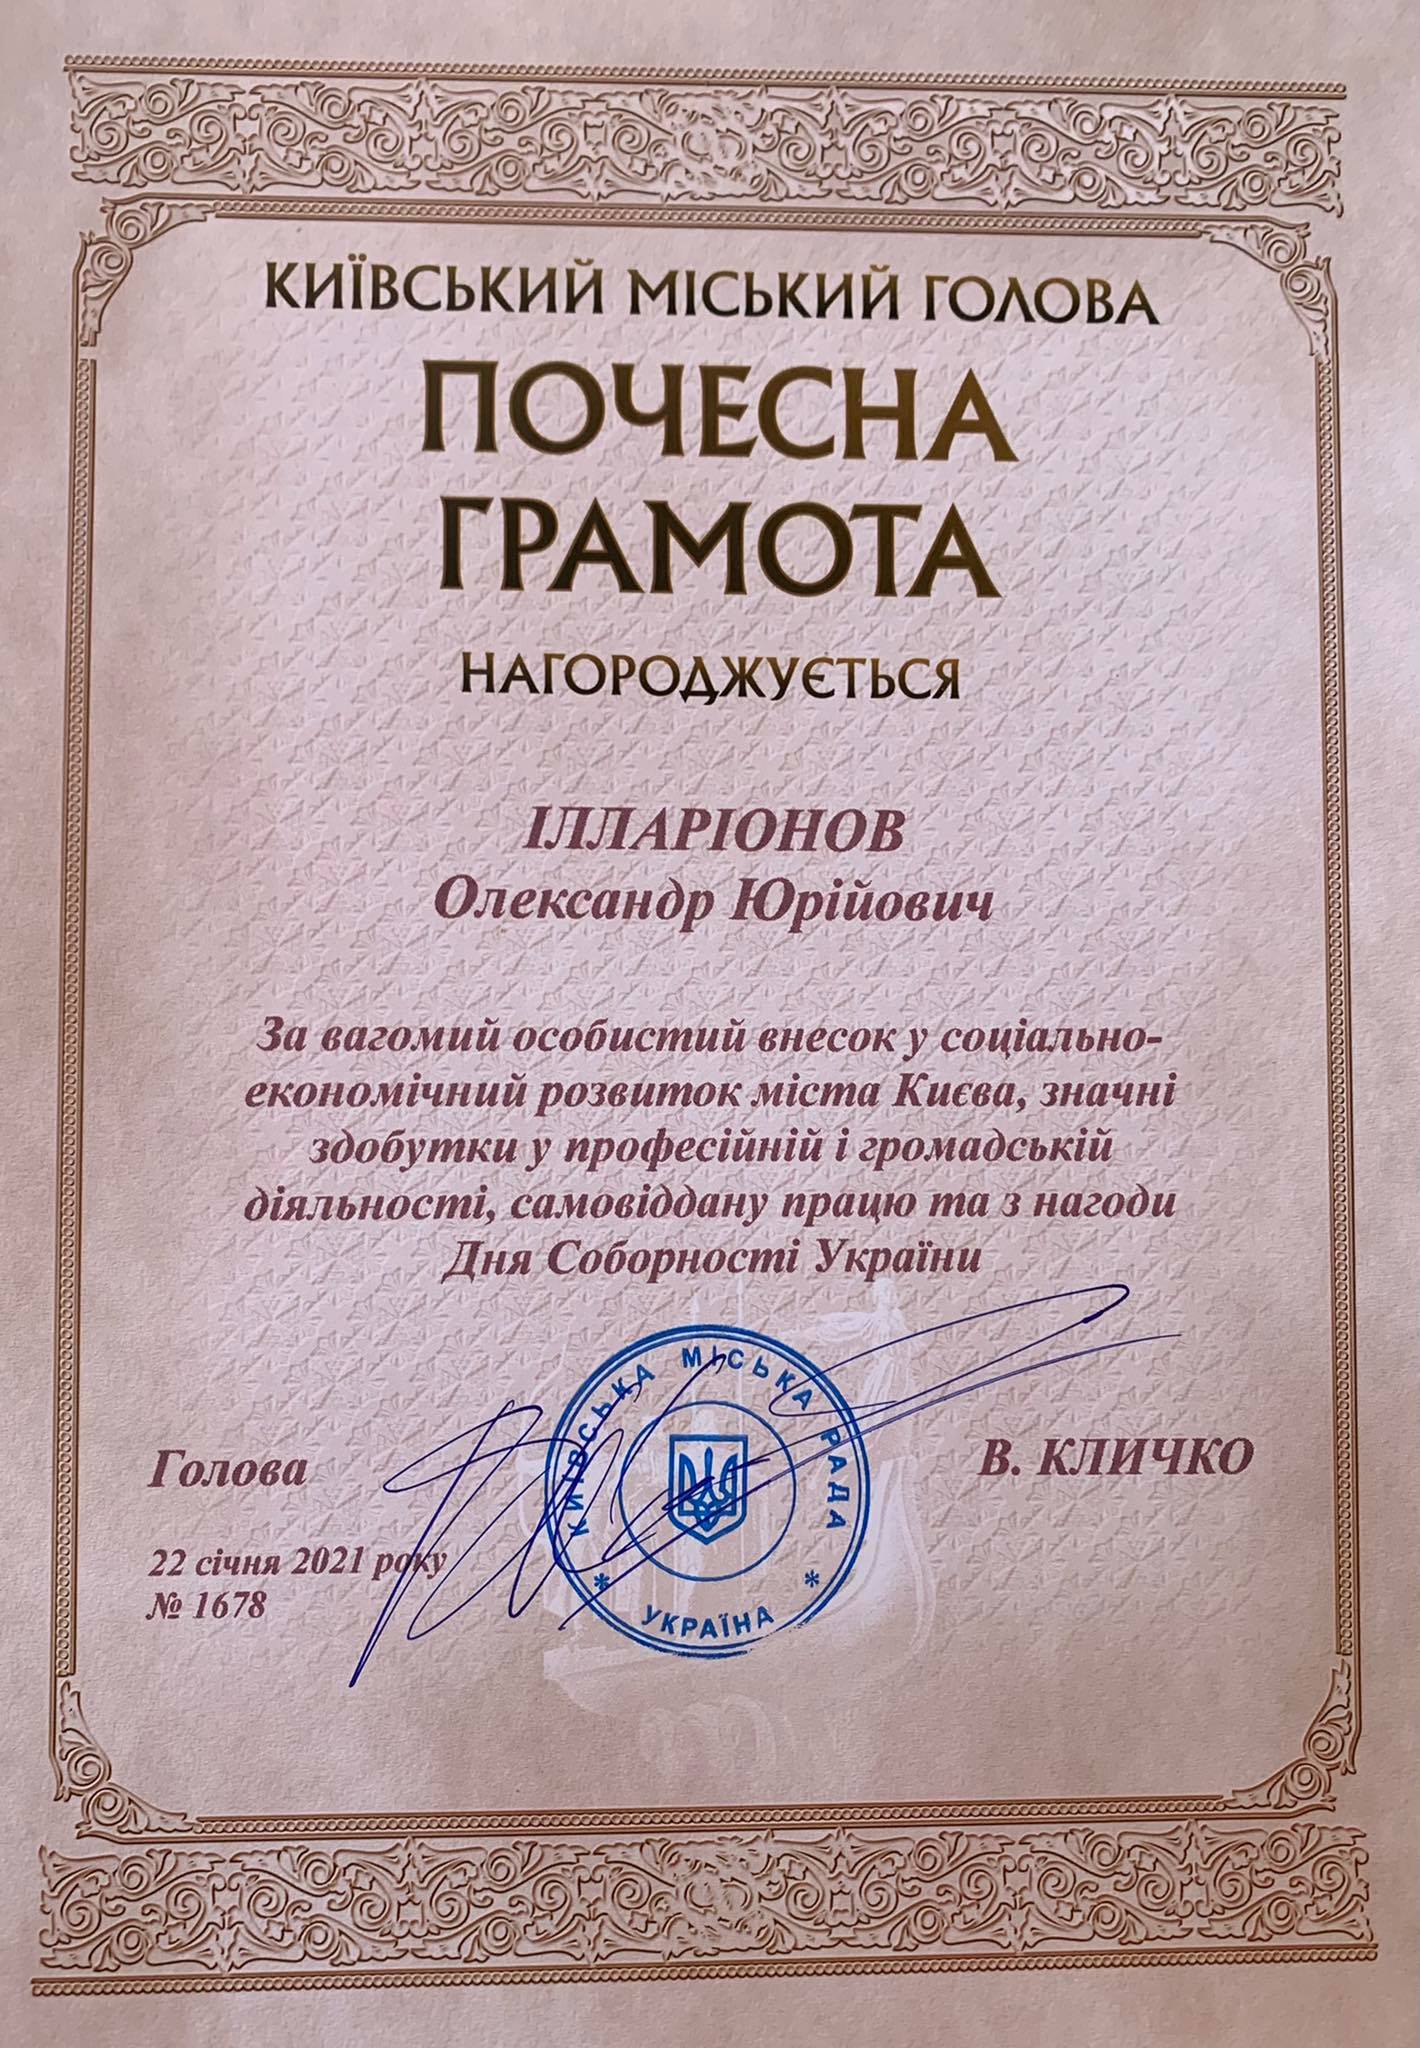 КИЇВСЬКИЙ МІСЬКИЙ ГОЛОВА
ПОЧЕСНА
ГРАМОТА
НАГОРОДЖУЄТЬСЯ
ІЛЛАРІОНОВ
Олександр Юрійович
За вагомий особистий внесок у соціально-
економічний розвиток міста Києва, значні
здобутки у професійній і громадській
діяльності, самовіддану працю та з нагоди
Дня Соборності України
КИЇВСЬКА МІСЬКА РАДА
* УКРАЇНА *
Голова
В. КЛИЧКО
22 січня 2021 року
№ 1678